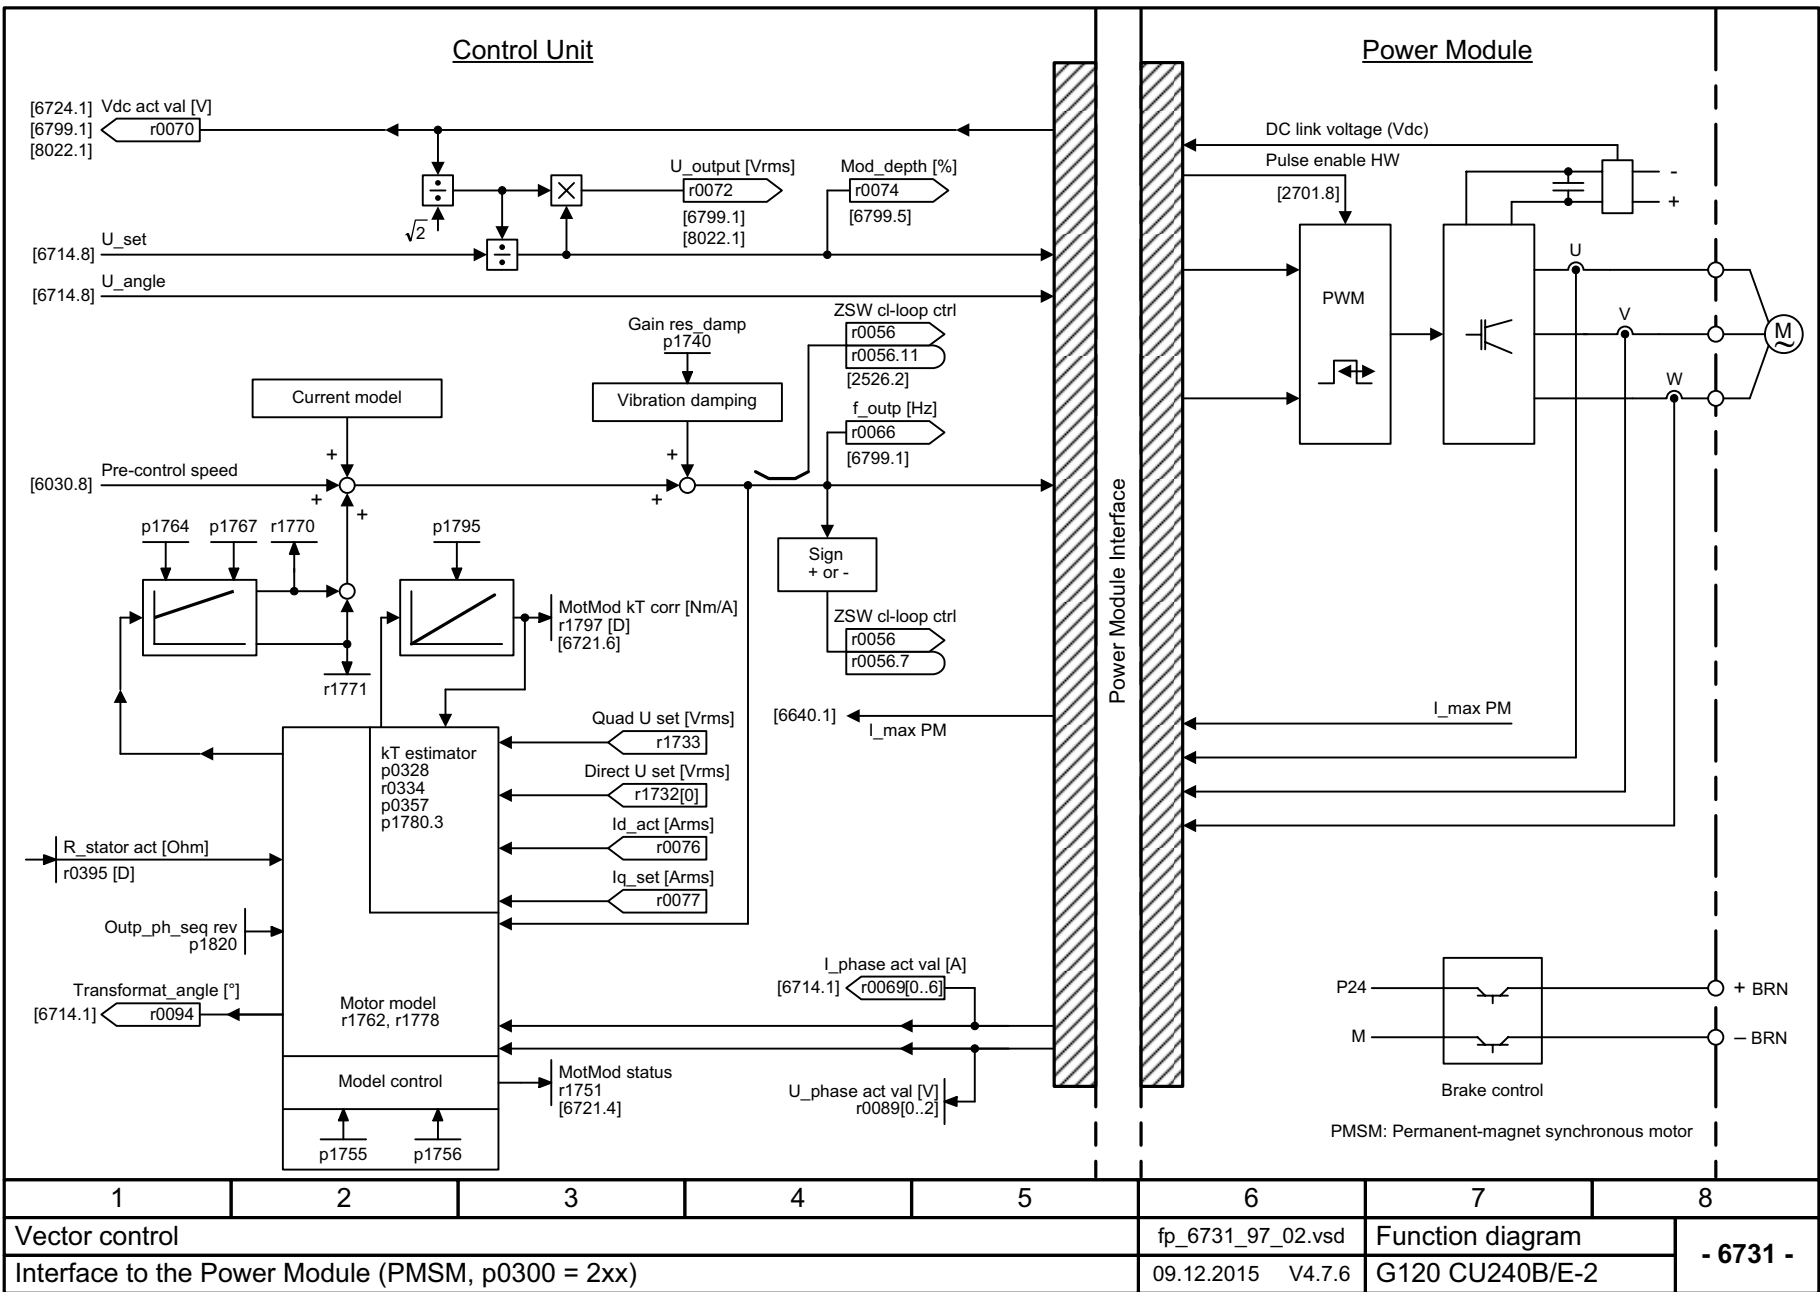 Control Unit
Power Module
[6724.1] Vdc act val [V]
[6799.1] r0070
[8022.1]
DC link voltage (Vdc)
Pulse enable HW
[2701.8]
-
+
÷
√2
×
U_output [Vrms]
r0072
[6799.1]
[8022.1]
Mod_depth [%]
r0074
[6799.5]
U_set
[6714.8]
÷
U_angle
[6714.8]
PWM
U
V
W
M
~
Gain res_damp
p1740
Vibration damping
ZSW cl-loop ctrl
r0056
r0056.11
[2526.2]
f_outp [Hz]
r0066
[6799.1]
Current model
+
+
Pre-control speed
[6030.8]
+
+
+
p1764
p1767
r1770
p1795
Sign
+ or -
ZSW cl-loop ctrl
r0056
r0056.7
MotMod kT corr [Nm/A]
r1797 [D]
[6721.6]
r1771
Power Module Interface
[6640.1]
I_max PM
I_max PM
kT estimator
p0328
r0334
p0357
p1780.3
Quad U set [Vrms]
r1733
Direct U set [Vrms]
r1732[0]
Id_act [Arms]
r0076
Iq_set [Arms]
r0077
R_stator act [Ohm]
r0395 [D]
Outp_ph_seq rev
p1820
Transformat_angle [°]
[6714.1] r0094
Motor model
r1762, r1778
I_phase act val [A]
[6714.1] r0069[0..6]
Model control
MotMod status
r1751
[6721.4]
U_phase act val [V]
r0089[0..2]
p1755
p1756
P24
+ BRN
M
– BRN
Brake control
PMSM: Permanent-magnet synchronous motor
1 2 3 4 5 6 7 8
Vector control
fp_6731_97_02.vsd
Function diagram
- 6731 -
Interface to the Power Module (PMSM, p0300 = 2xx)
09.12.2015 V4.7.6
G120 CU240B/E-2